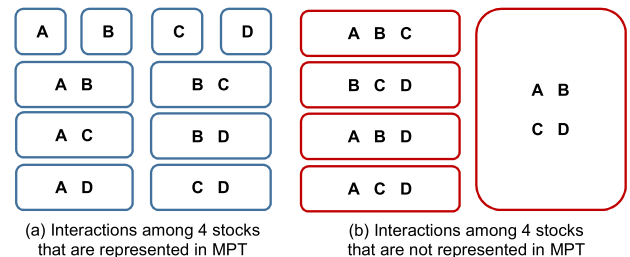 A B C D
A B B C
A C B D
A D C D
(a) Interactions among 4 stocks
that are represented in MPT
A B C
B C D
A B D
A C D
A B
C D
(b) Interactions among 4 stocks
that are not represented in MPT